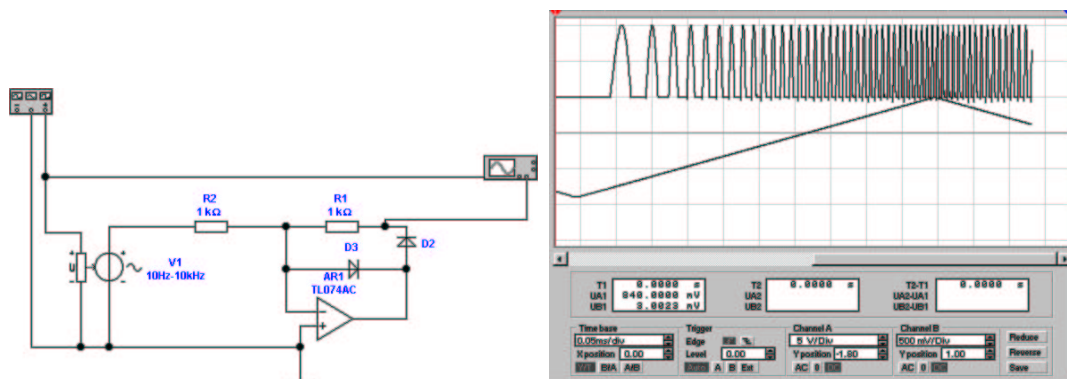 R2
1 kΩ
R1
1 kΩ
D2
D3
V1
10Hz-10kHz
AR1
TL074AC
T1 0.0000 s
UA1 840.0000 mV
UB1 3.0023 mV
T2 0.0000 s
UA2
UB2
T2-T1 0.0000 s
UA2-UA1
UB2-UB1
Time base
0.05ms/div
X position 0.00
Y/T B/A A/B
Trigger
Edge
Level 0.00
Auto A B Ext
Channel A
5 V/Div
Y position -1.80
AC 0 DC
Channel B
500 mV/Div
Y position 1.00
AC 0 DC
Reduce
Reverse
Save